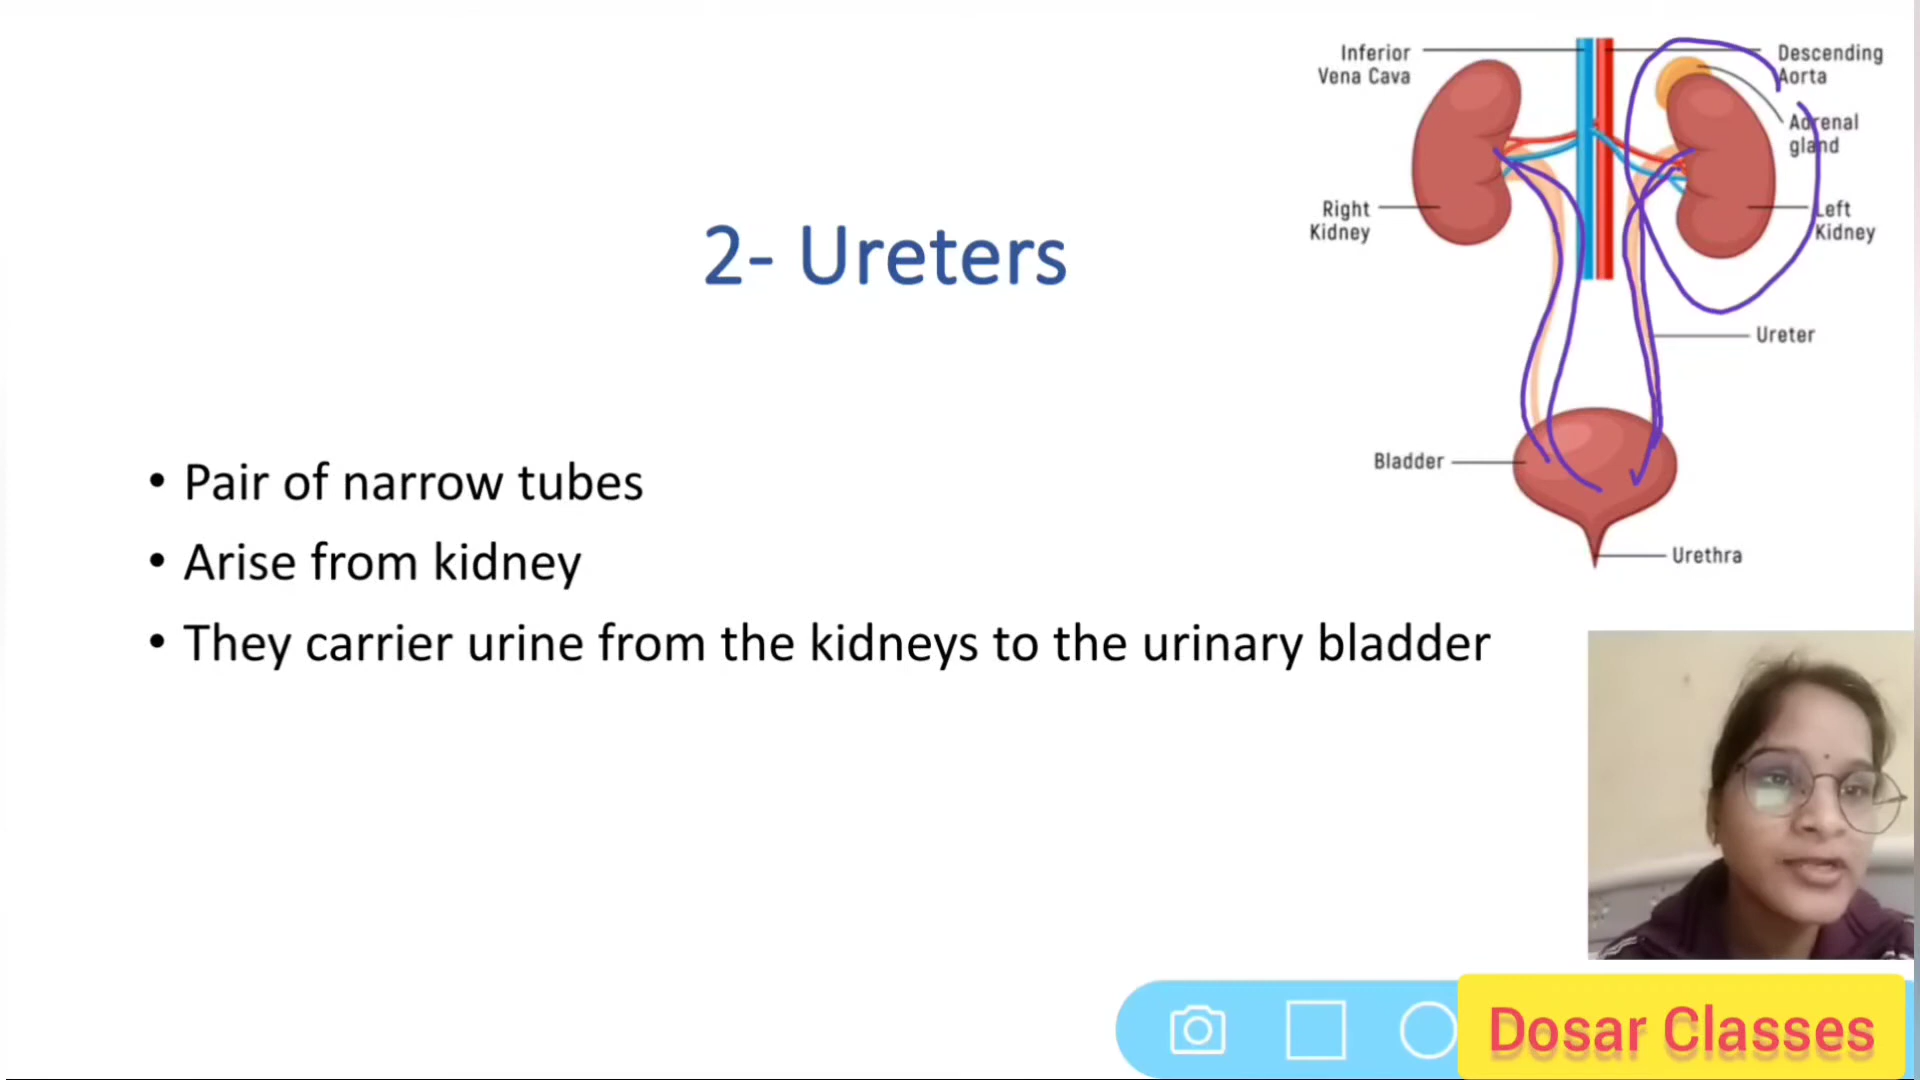 Inferior
Vena Cava
Descending
Aorta
Adrenal
gland
Right
Kidney
Left
Kidney
2- Ureters
Ureter
Bladder
• Pair of narrow tubes
Urethra
• Arise from kidney
• They carrier urine from the kidneys to the urinary bladder
Dosar Classes